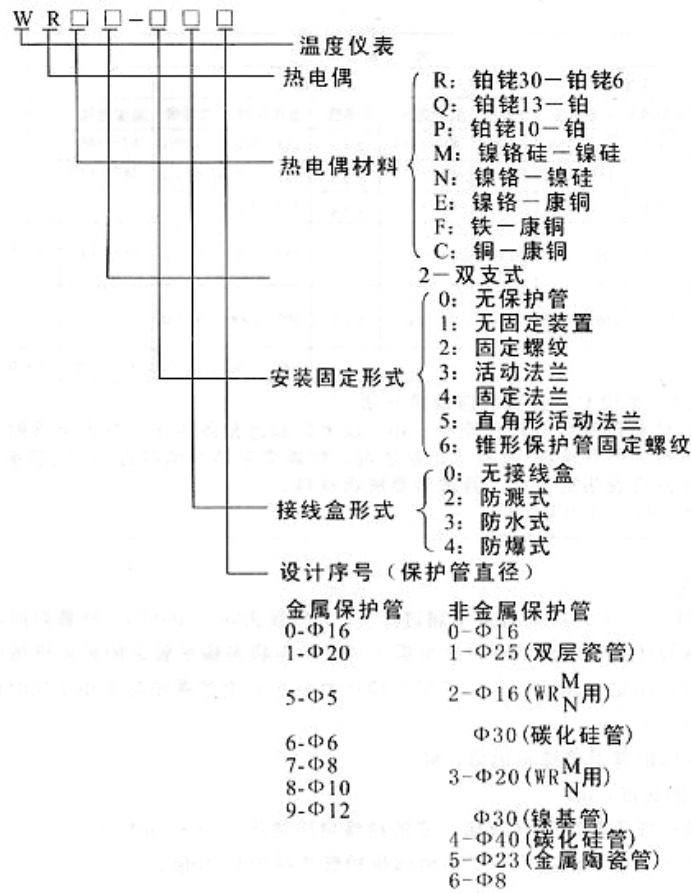 WR□□-□□□
温度仪表
热电偶
热电偶材料
R：铂铑30－铂铑6
Q：铂铑13－铂
P：铂铑10－铂
M：镍铬硅－镍硅
N：镍铬－镍硅
E：镍铬－康铜
F：铁－康铜
C：铜－康铜
2－双支式
安装固定形式
0：无保护管
1：无固定装置
2：固定螺纹
3：活动法兰
4：固定法兰
5：直角形活动法兰
6：锥形保护管固定螺纹
接线盒形式
0：无接线盒
2：防溅式
3：防水式
4：防爆式
设计序号（保护管直径）
金属保护管
0-Φ16
1-Φ20
5-Φ5
6-Φ6
7-Φ8
8-Φ10
9-Φ12
非金属保护管
0-Φ16
1-Φ25(双层瓷管)
2-Φ16(WR M N 用)
Φ30(碳化硅管)
3-Φ20(WR M N 用)
Φ30(镍基管)
4-Φ40(碳化硅管)
5-Φ23(金属陶瓷管)
6-Φ8